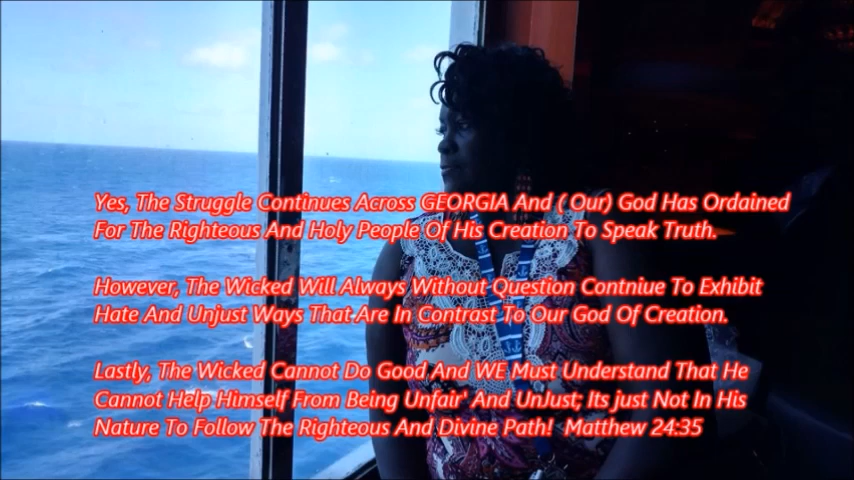 Yes, The Struggle Continues Across GEORGIA And ( Our) God Has Ordained
For The Righteous And Holy People Of His Creation To Speak Truth.
However, The Wicked Will Always Without Question Contniue To Exhibit
Hate And Unjust Ways That Are In Contrast To Our God Of Creation.
Lastly, The Wicked Cannot Do Good,And WE Must Understand That He
Cannot Help Himself From Being Unfair' And UnJust; Its just Not In His
Nature To Follow The Righteous And Divine Path!  Matthew 24:35